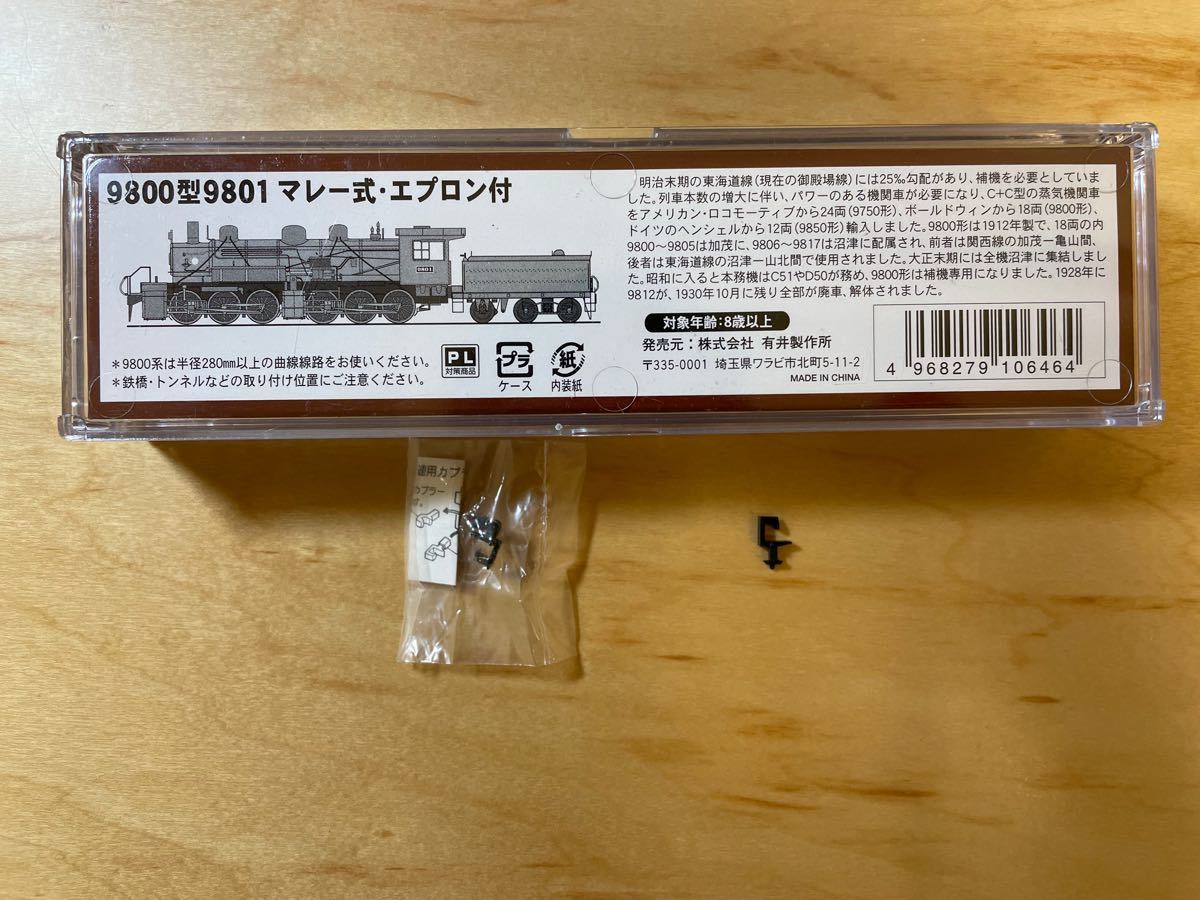 9800型9801 マレー式・エプロン付
9801
*9800系は半径280mm以上の曲線線路をお使いください。
*鉄橋・トンネルなどの取り付け位置にご注意ください。
PL
対策商品
プラ
ケース
紙
内装紙
明治末期の東海道線(現在の御殿場線)には25‰勾配があり、補機を必要としていま
した。列車本数の増大に伴い、パワーのある機関車が必要になり、C+C型の蒸気機関車
をアメリカン・ロコモーティブから24両(9750形)、ボールドウィンから18両(9800形)、
ドイツのヘンシェルから12両(9850形)輸入しました。9800形は1912年製で、18両の内
9800〜9805は加茂に、9806〜9817は沼津に配属され、前者は関西線の加茂ー亀山間、
後者は東海道線の沼津ー山北間で使用されました。大正末期には全機沼津に集結しまし
た。昭和に入ると本務機はC51やD50が務め、9800形は補機専用になりました。1928年に
9812が、1930年10月に残り全部が廃車、解体されました。
対象年齢:8歳以上
発売元:株式会社 有井製作所
〒335-0001 埼玉県ワラビ市北町5-11-2
MADE IN CHINA
4 968279 106464
連用カプ
カプラー
す。